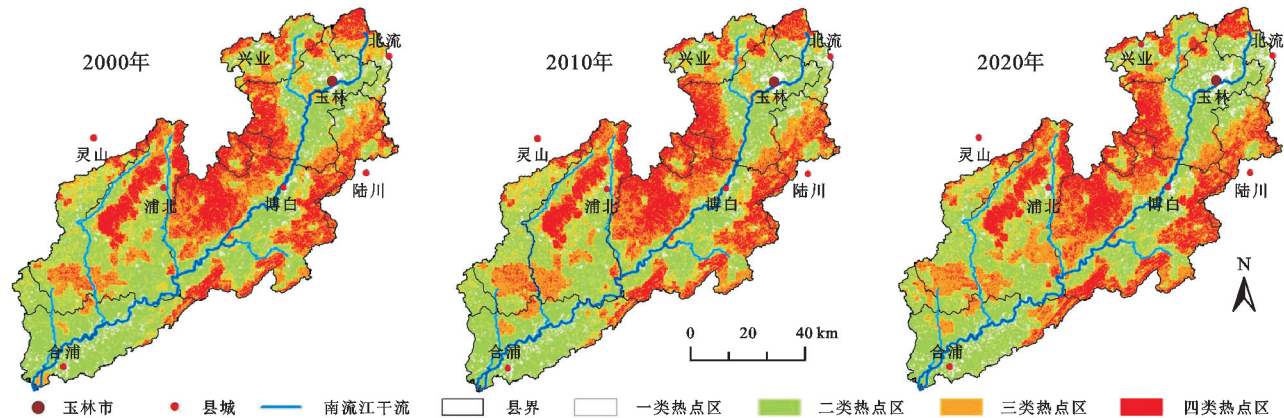 2000年
兴业
北流
玉林
灵山
浦北
博白
陆川
合浦
2010年
兴业
北流
玉林
灵山
浦北
博白
陆川
合浦
0 20 40 km
2020年
兴业
北流
玉林
灵山
浦北
博白
陆川
合浦
N
玉林市 县城 南流江干流 县界 一类热点区 二类热点区 三类热点区 四类热点区